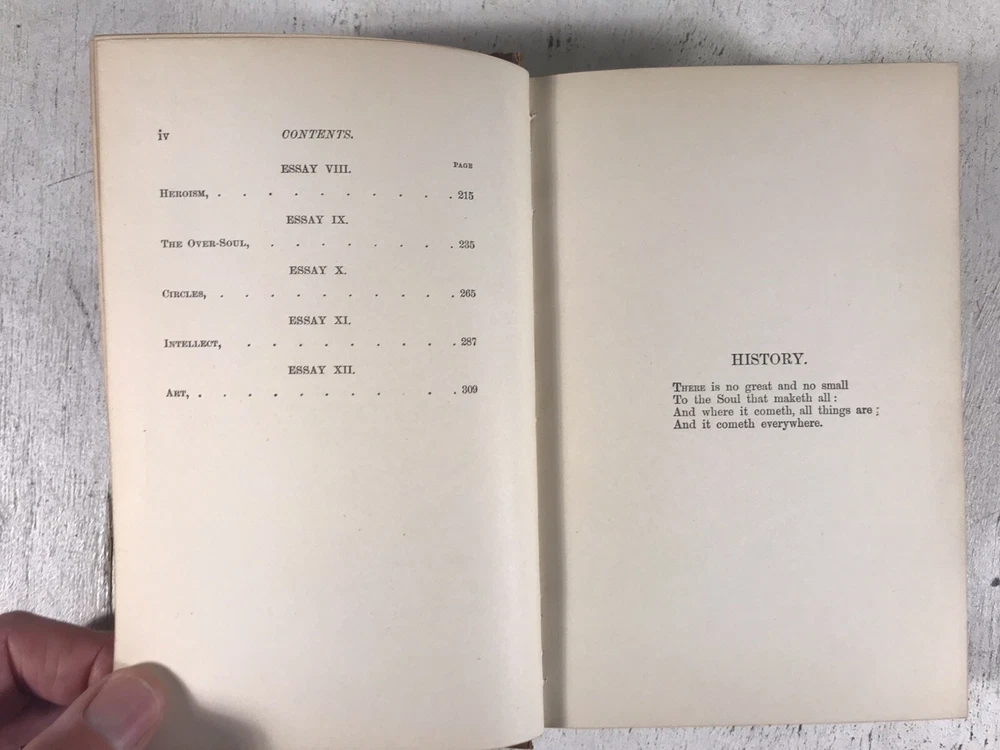 iv CONTENTS.
ESSAY VIII. PAGE
HEROISM, . . . . . . . . . . 215
ESSAY IX.
THE OVER-SOUL, . . . . . . . . 235
ESSAY X.
CIRCLES, . . . . . . . . . . 265
ESSAY XI.
INTELLECT, . . . . . . . . . 287
ESSAY XII.
ART, . . . . . . . . . . 309
HISTORY.
THERE is no great and no small
To the Soul that maketh all:
And where it cometh, all things are;
And it cometh everywhere.